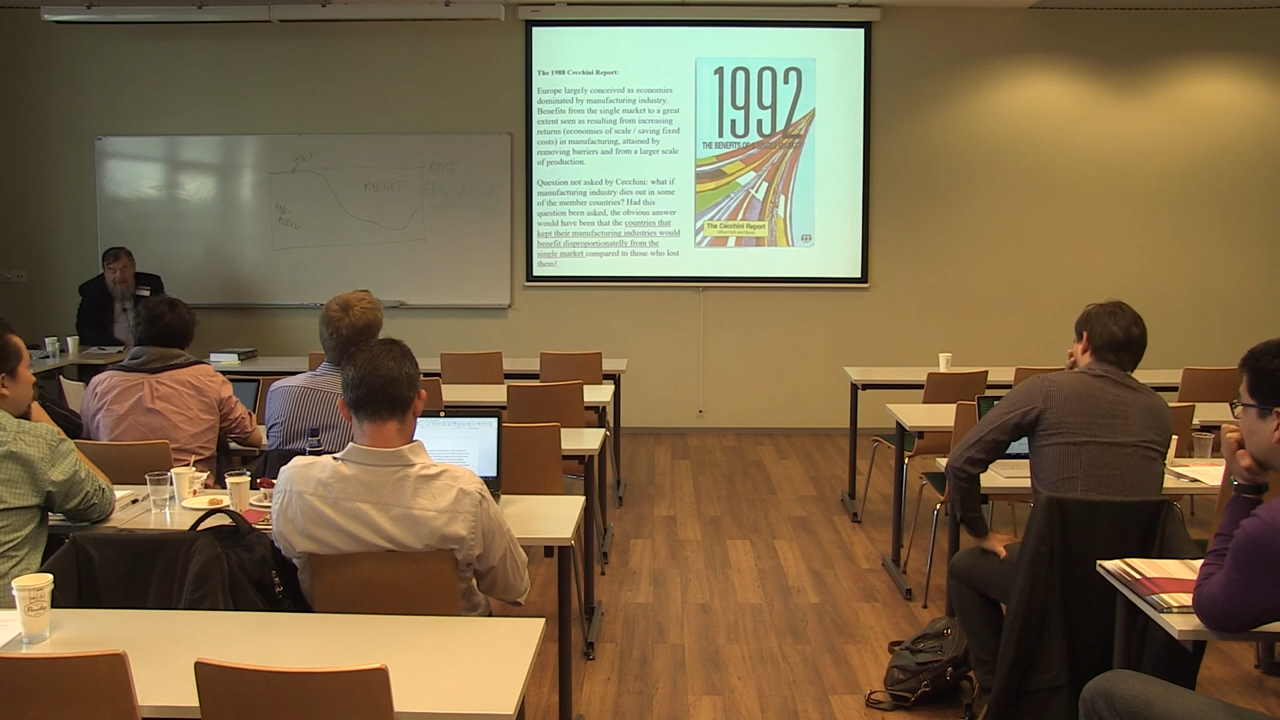 The 1988 Cecchini Report:
Europe largely conceived as economies
dominated by manufacturing industry.
Benefits from the single market to a great
extent seen as resulting from increasing
returns (economies of scale / saving fixed
costs) in manufacturing, attained by
removing barriers and from a larger scale
of production.
Question not asked by Cecchini: what if
manufacturing industry dies out in some
of the member countries? Had this
question been asked, the obvious answer
would have been that the countries that
kept their manufacturing industries would
benefit disproportionatelly from the
single market compared to those who lost
them!
1992
THE BENEFITS OF A SINGLE MARKET
The Cecchini Report
MARKET